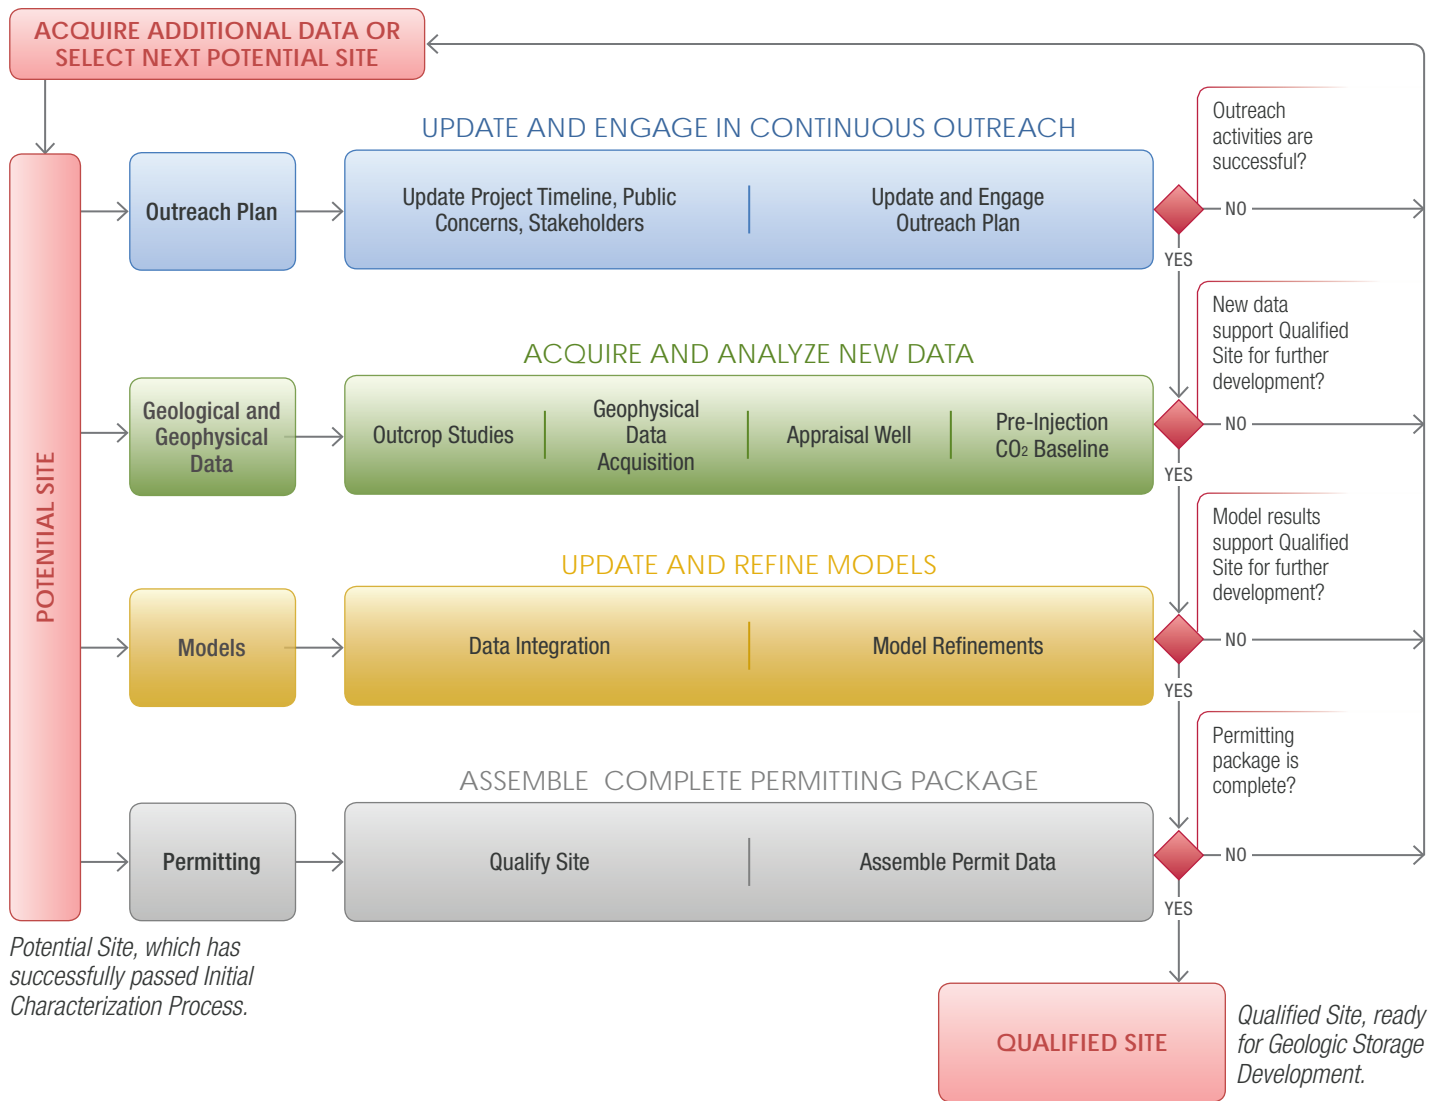 ACQUIRE ADDITIONAL DATA OR
SELECT NEXT POTENTIAL SITE
POTENTIAL SITE
UPDATE AND ENGAGE IN CONTINUOUS OUTREACH
Outreach Plan
Update Project Timeline, Public
Concerns, Stakeholders
Update and Engage
Outreach Plan
Outreach
activities are
successful?
NO
YES
ACQUIRE AND ANALYZE NEW DATA
Geological and
Geophysical
Data
Outcrop Studies
Geophysical
Data
Acquisition
Appraisal Well
Pre-Injection
CO2 Baseline
New data
support Qualified
Site for further
development?
NO
YES
UPDATE AND REFINE MODELS
Models
Data Integration
Model Refinements
Model results
support Qualified
Site for further
development?
NO
YES
ASSEMBLE COMPLETE PERMITTING PACKAGE
Permitting
Qualify Site
Assemble Permit Data
Permitting
package is
complete?
NO
YES
Potential Site, which has
successfully passed Initial
Characterization Process.
QUALIFIED SITE
Qualified Site, ready
for Geologic Storage
Development.